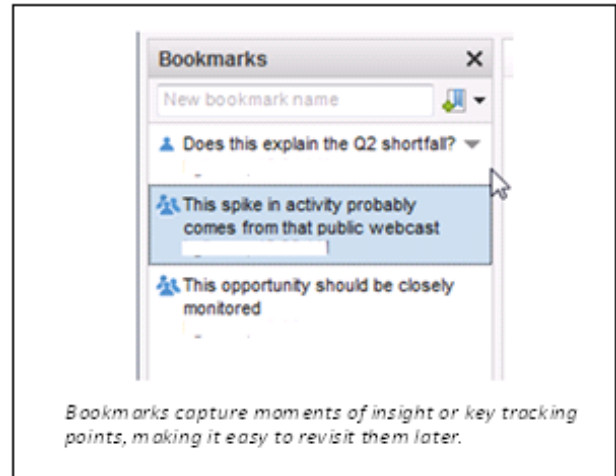 Bookmarks
New bookmark name
Does this explain the Q2 shortfall?
This spike in activity probably
comes from that public webcast
This opportunity should be closely
monitored
Bookmarks capture moments of insight or key tracking
points, making it easy to revisit them later.